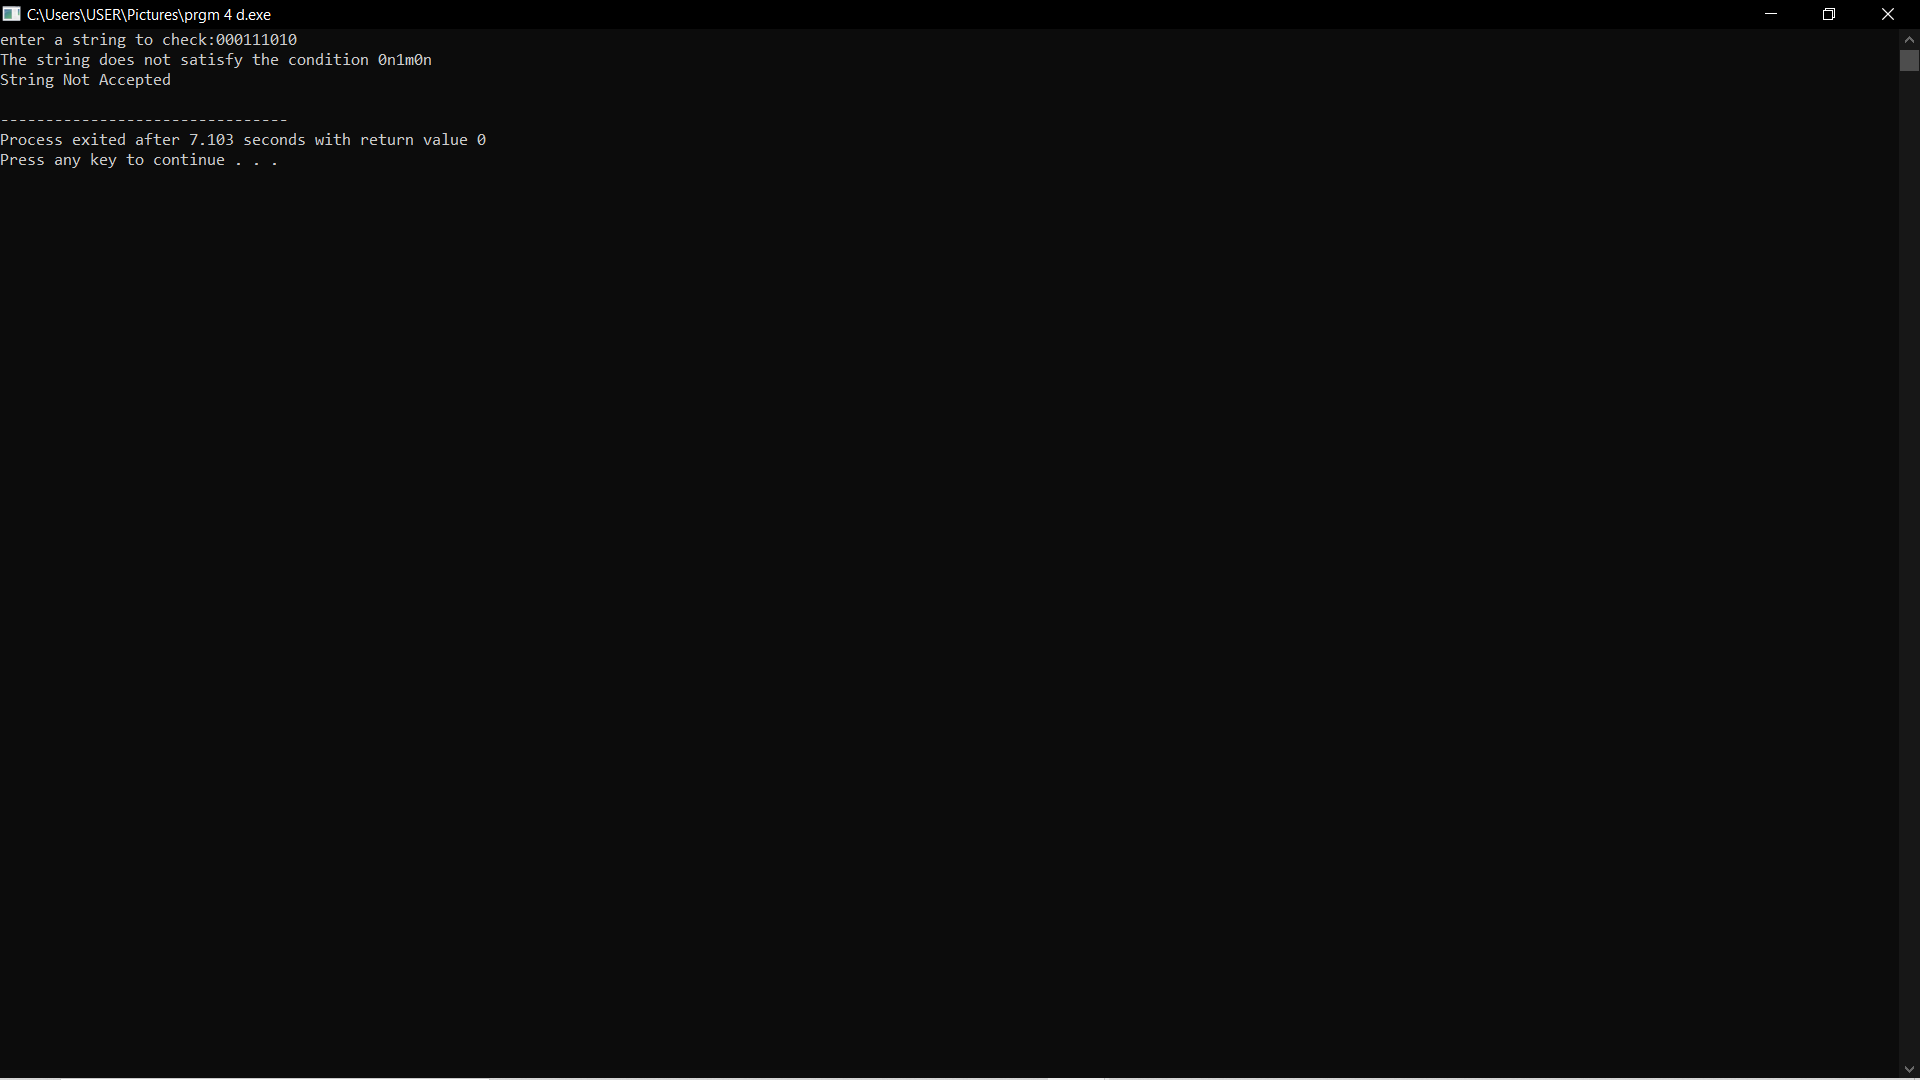 C:\Users\USER\Pictures\prgm 4 d.exe
enter a string to check:000111010
The string does not satisfy the condition 0n1m0n
String Not Accepted
--------------------------------
Process exited after 7.103 seconds with return value 0
Press any key to continue . . .